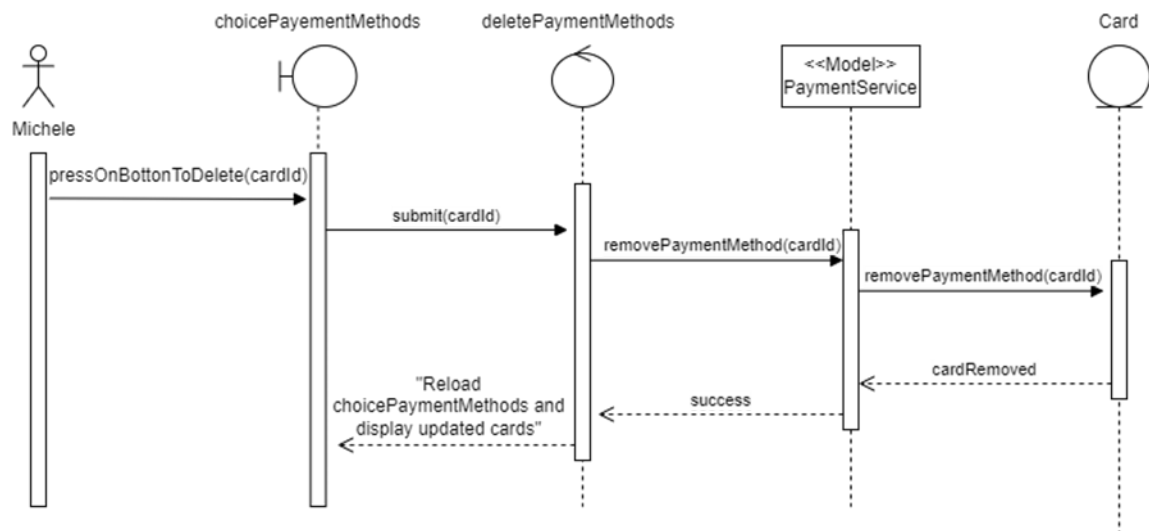 choicePayementMethods
deletePaymentMethods
Card
<<Model>>
PaymentService
Michele
pressOnBottonToDelete(cardId)
submit(cardId)
removePaymentMethod(cardId)
removePaymentMethod(cardId)
cardRemoved
"Reload
choicePaymentMethods and
display updated cards"
success